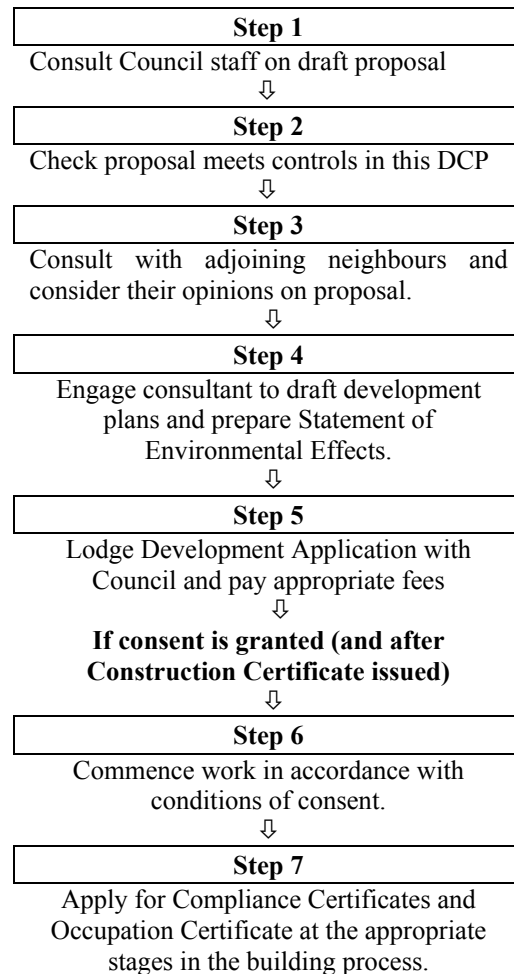 Step 1
Consult Council staff on draft proposal
⇩
Step 2
Check proposal meets controls in this DCP
⇩
Step 3
Consult with adjoining neighbours and
consider their opinions on proposal.
⇩
Step 4
Engage consultant to draft development
plans and prepare Statement of
Environmental Effects.
⇩
Step 5
Lodge Development Application with
Council and pay appropriate fees
⇩
If consent is granted (and after
Construction Certificate issued)
⇩
Step 6
Commence work in accordance with
conditions of consent.
⇩
Step 7
Apply for Compliance Certificates and
Occupation Certificate at the appropriate
stages in the building process.